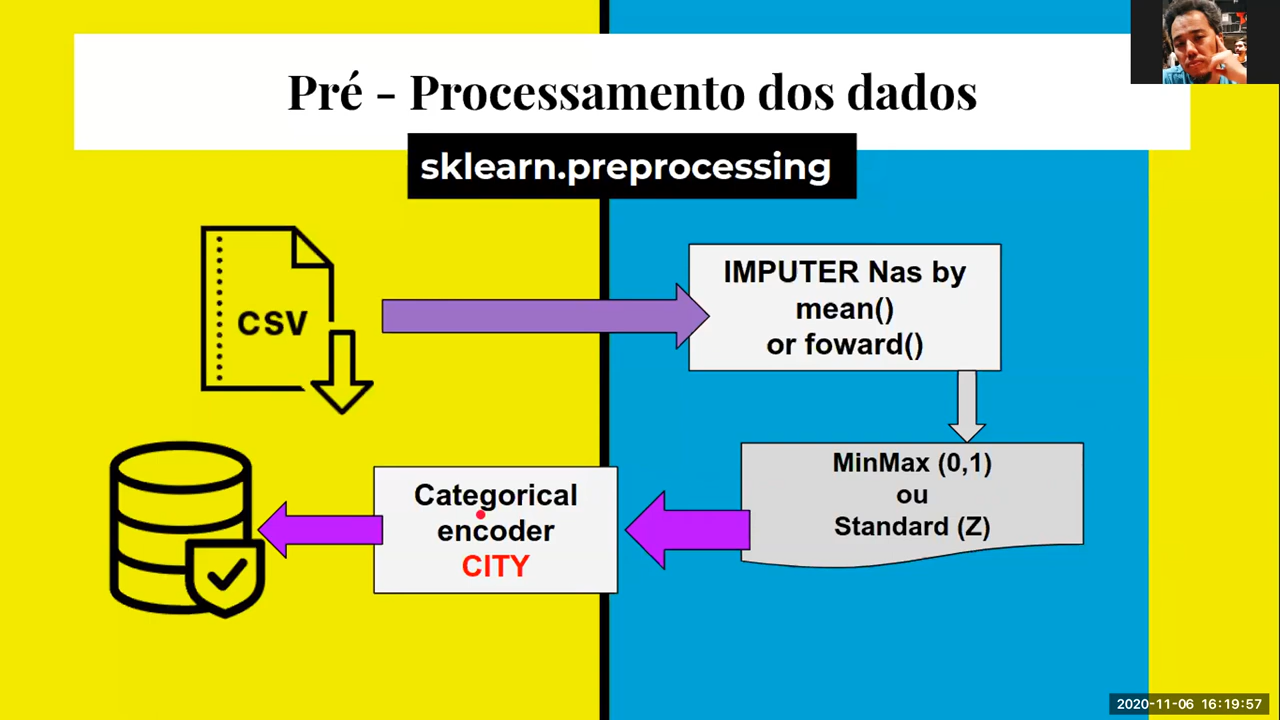 Pré - Processamento dos dados
sklearn.preprocessing
CSV
IMPUTER Nas by
mean()
or foward()
MinMax (0,1)
ou
Standard (Z)
Categorical
encoder
CITY
2020-11-06 16:19:57